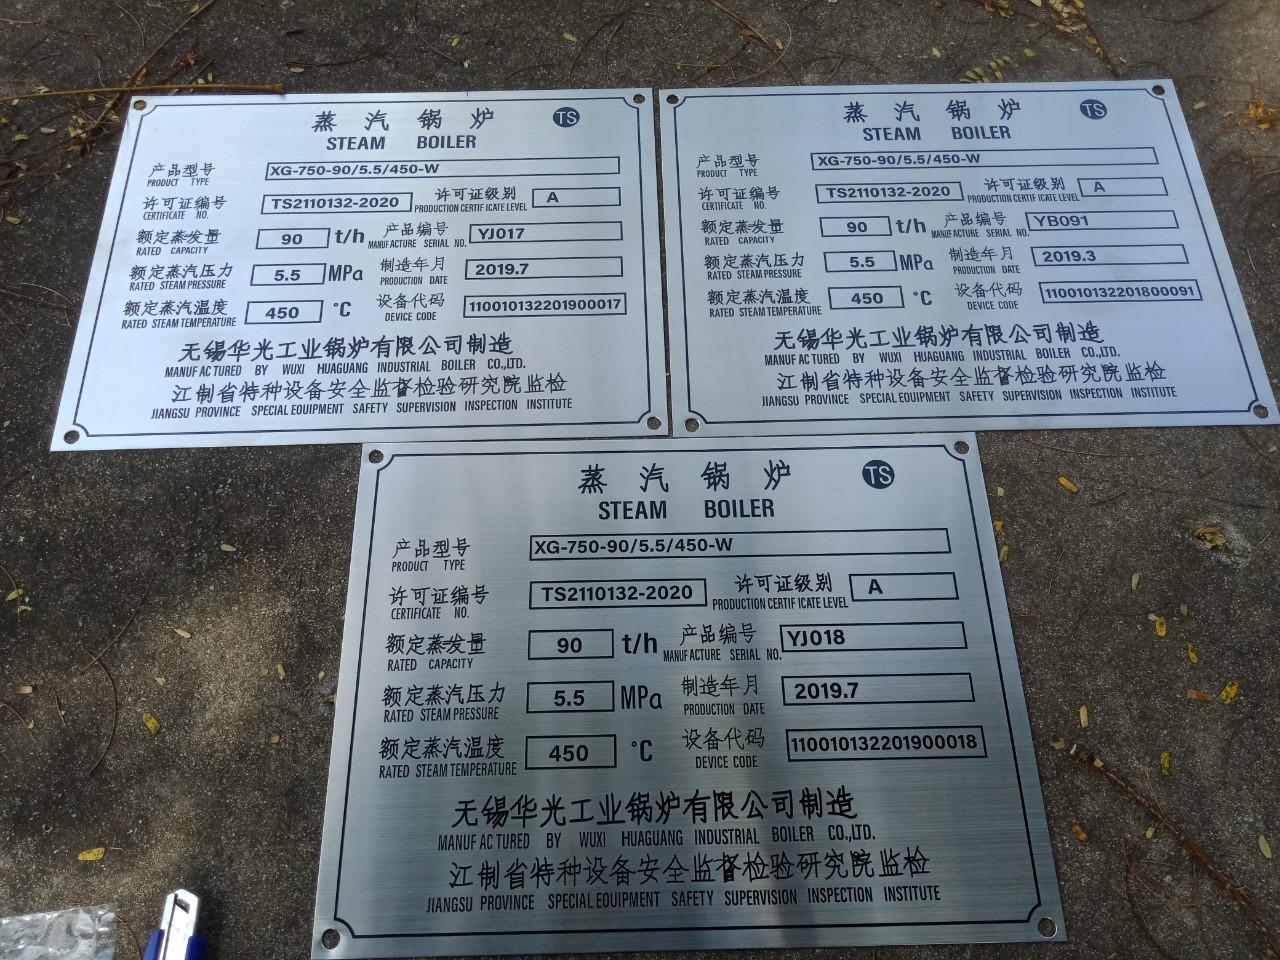 蒸汽锅炉 TS
STEAM BOILER
产品型号 XG-750-90/5.5/450-W
PRODUCT TYPE
许可证编号 TS2110132-2020 许可证级别 A
CERTIFICATE NO. PRODUCTION CERTIFICATE LEVEL
额定蒸发量 90 t/h 产品编号 YJ017
RATED CAPACITY MANUFACTURE SERIAL NO.
额定蒸汽压力 5.5 MPa 制造年月 2019.7
RATED STEAM PRESSURE PRODUCTION DATE
额定蒸汽温度 450 °C 设备代码 110010132201900017
RATED STEAM TEMPERATURE DEVICE CODE
无锡华光工业锅炉有限公司制造
MANUFACTURED BY WUXI HUAGUANG INDUSTRIAL BOILER CO.,LTD.
江制省特种设备安全监督检验研究院监检
JIANGSU PROVINCE SPECIAL EQUIPMENT SAFETY SUPERVISION INSPECTION INSTITUTE
蒸汽锅炉 TS
STEAM BOILER
产品型号 XG-750-90/5.5/450-W
PRODUCT TYPE
许可证编号 TS2110132-2020 许可证级别 A
CERTIFICATE NO. PRODUCTION CERTIFICATE LEVEL
额定蒸发量 90 t/h 产品编号 YB091
RATED CAPACITY MANUFACTURE SERIAL NO.
额定蒸汽压力 5.5 MPa 制造年月 2019.3
RATED STEAM PRESSURE PRODUCTION DATE
额定蒸汽温度 450 °C 设备代码 110010132201800091
RATED STEAM TEMPERATURE DEVICE CODE
无锡华光工业锅炉有限公司制造
MANUFACTURED BY WUXI HUAGUANG INDUSTRIAL BOILER CO.,LTD.
江制省特种设备安全监督检验研究院监检
JIANGSU PROVINCE SPECIAL EQUIPMENT SAFETY SUPERVISION INSPECTION INSTITUTE
蒸汽锅炉 TS
STEAM BOILER
产品型号 XG-750-90/5.5/450-W
PRODUCT TYPE
许可证编号 TS2110132-2020 许可证级别 A
CERTIFICATE NO. PRODUCTION CERTIFICATE LEVEL
额定蒸发量 90 t/h 产品编号 YJ018
RATED CAPACITY MANUFACTURE SERIAL NO.
额定蒸汽压力 5.5 MPa 制造年月 2019.7
RATED STEAM PRESSURE PRODUCTION DATE
额定蒸汽温度 450 °C 设备代码 110010132201900018
RATED STEAM TEMPERATURE DEVICE CODE
无锡华光工业锅炉有限公司制造
MANUFACTURED BY WUXI HUAGUANG INDUSTRIAL BOILER CO.,LTD.
江制省特种设备安全监督检验研究院监检
JIANGSU PROVINCE SPECIAL EQUIPMENT SAFETY SUPERVISION INSPECTION INSTITUTE